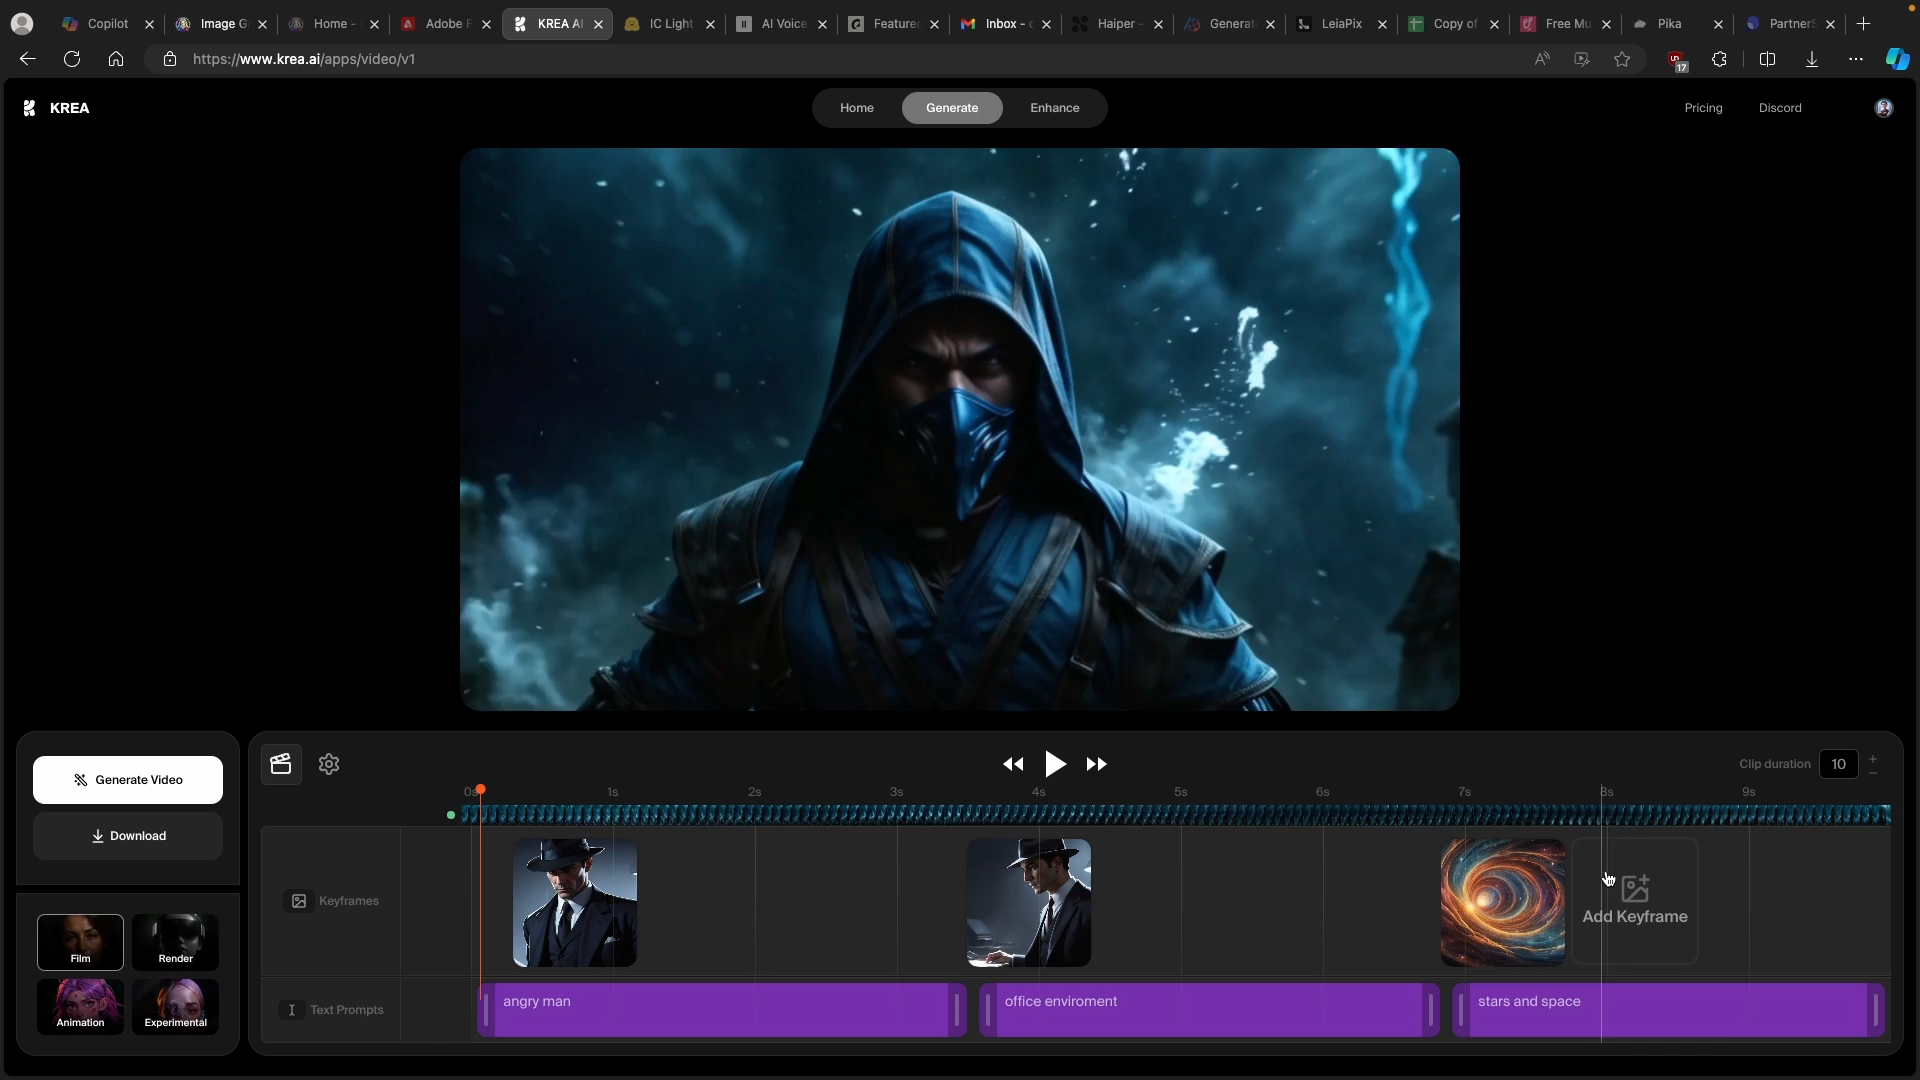 Copilot
Image G
Home -
Adobe F
KREA AI
IC Light
AI Voice
Feature
Inbox -
Haiper -
Generat
LeiaPix
Copy of
Free Mu
Pika
PartnerS
https://www.krea.ai/apps/video/v1
17
KREA
Home
Generate
Enhance
Pricing
Discord
Generate Video
Download
Film
Render
Animation
Experimental
Clip duration
10
0s
1s
2s
3s
4s
5s
6s
7s
8s
9s
Keyframes
Add Keyframe
Text Prompts
angry man
office enviroment
stars and space